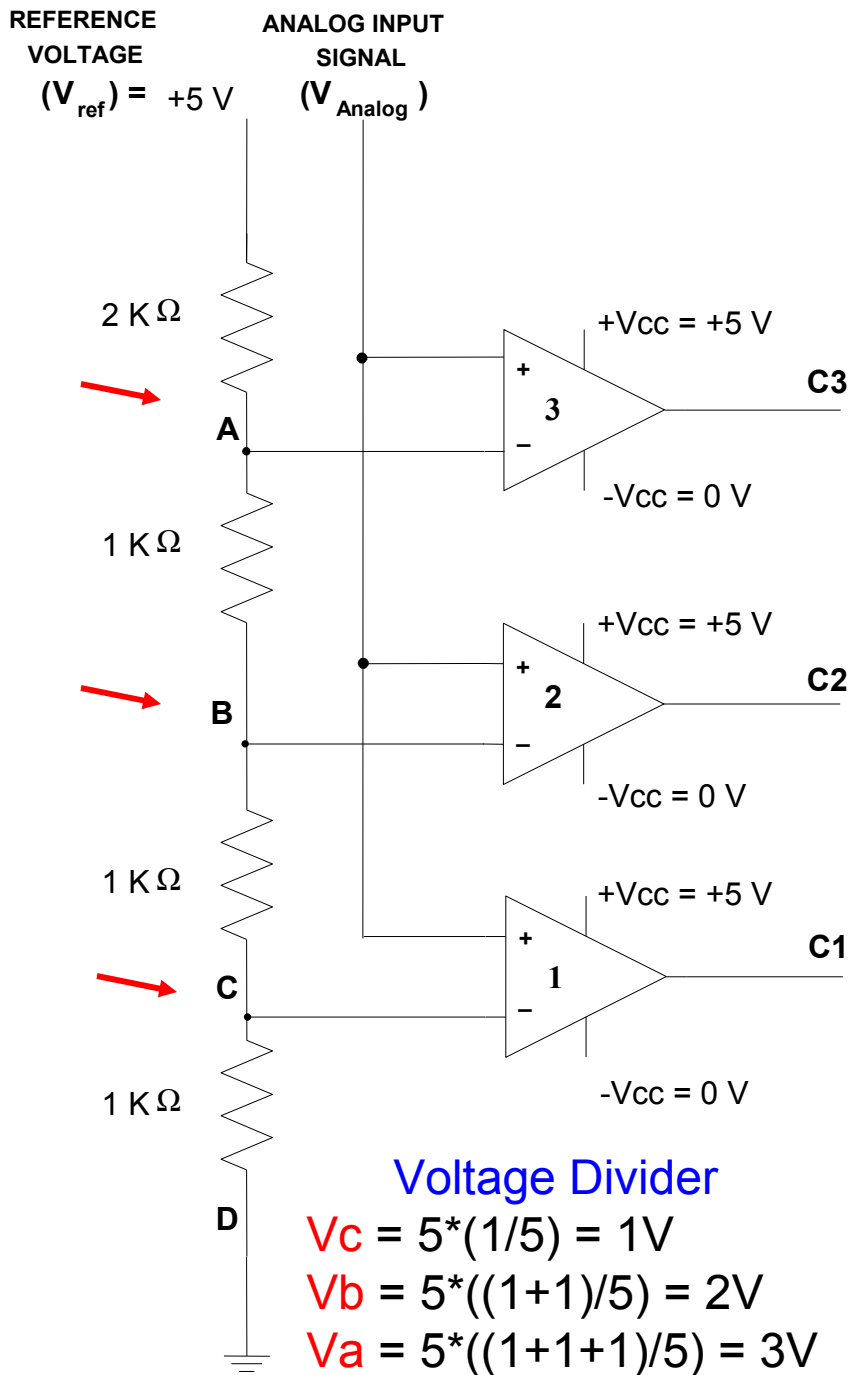 REFERENCE
VOLTAGE
(V ref) = +5 V
ANALOG INPUT
SIGNAL
(V Analog )
2 KΩ
+Vcc = +5 V
+
3
C3
A
–
-Vcc = 0 V
1 KΩ
+Vcc = +5 V
+
2
C2
B
–
-Vcc = 0 V
1 KΩ
+Vcc = +5 V
+
1
C1
C
–
1 KΩ
-Vcc = 0 V
Voltage Divider
D
Vc = 5*(1/5) = 1V
Vb = 5*((1+1)/5) = 2V
Va = 5*((1+1+1)/5) = 3V